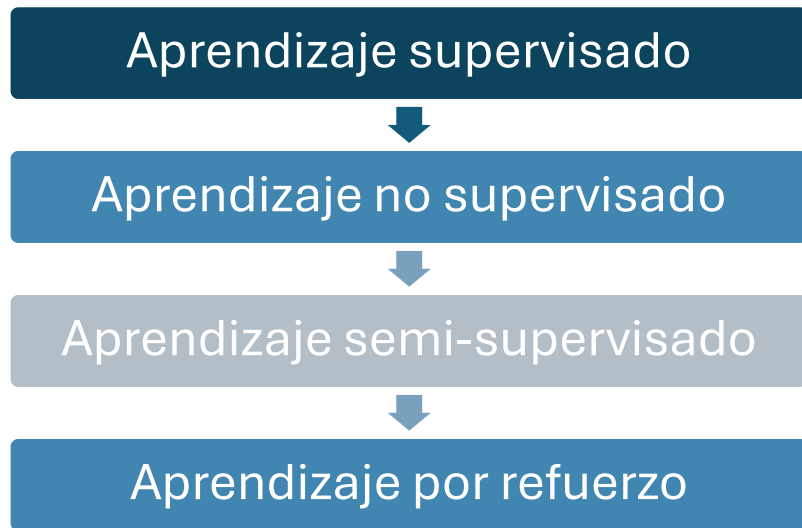 Aprendizaje supervisado
Aprendizaje no supervisado
Aprendizaje semi-supervisado
Aprendizaje por refuerzo